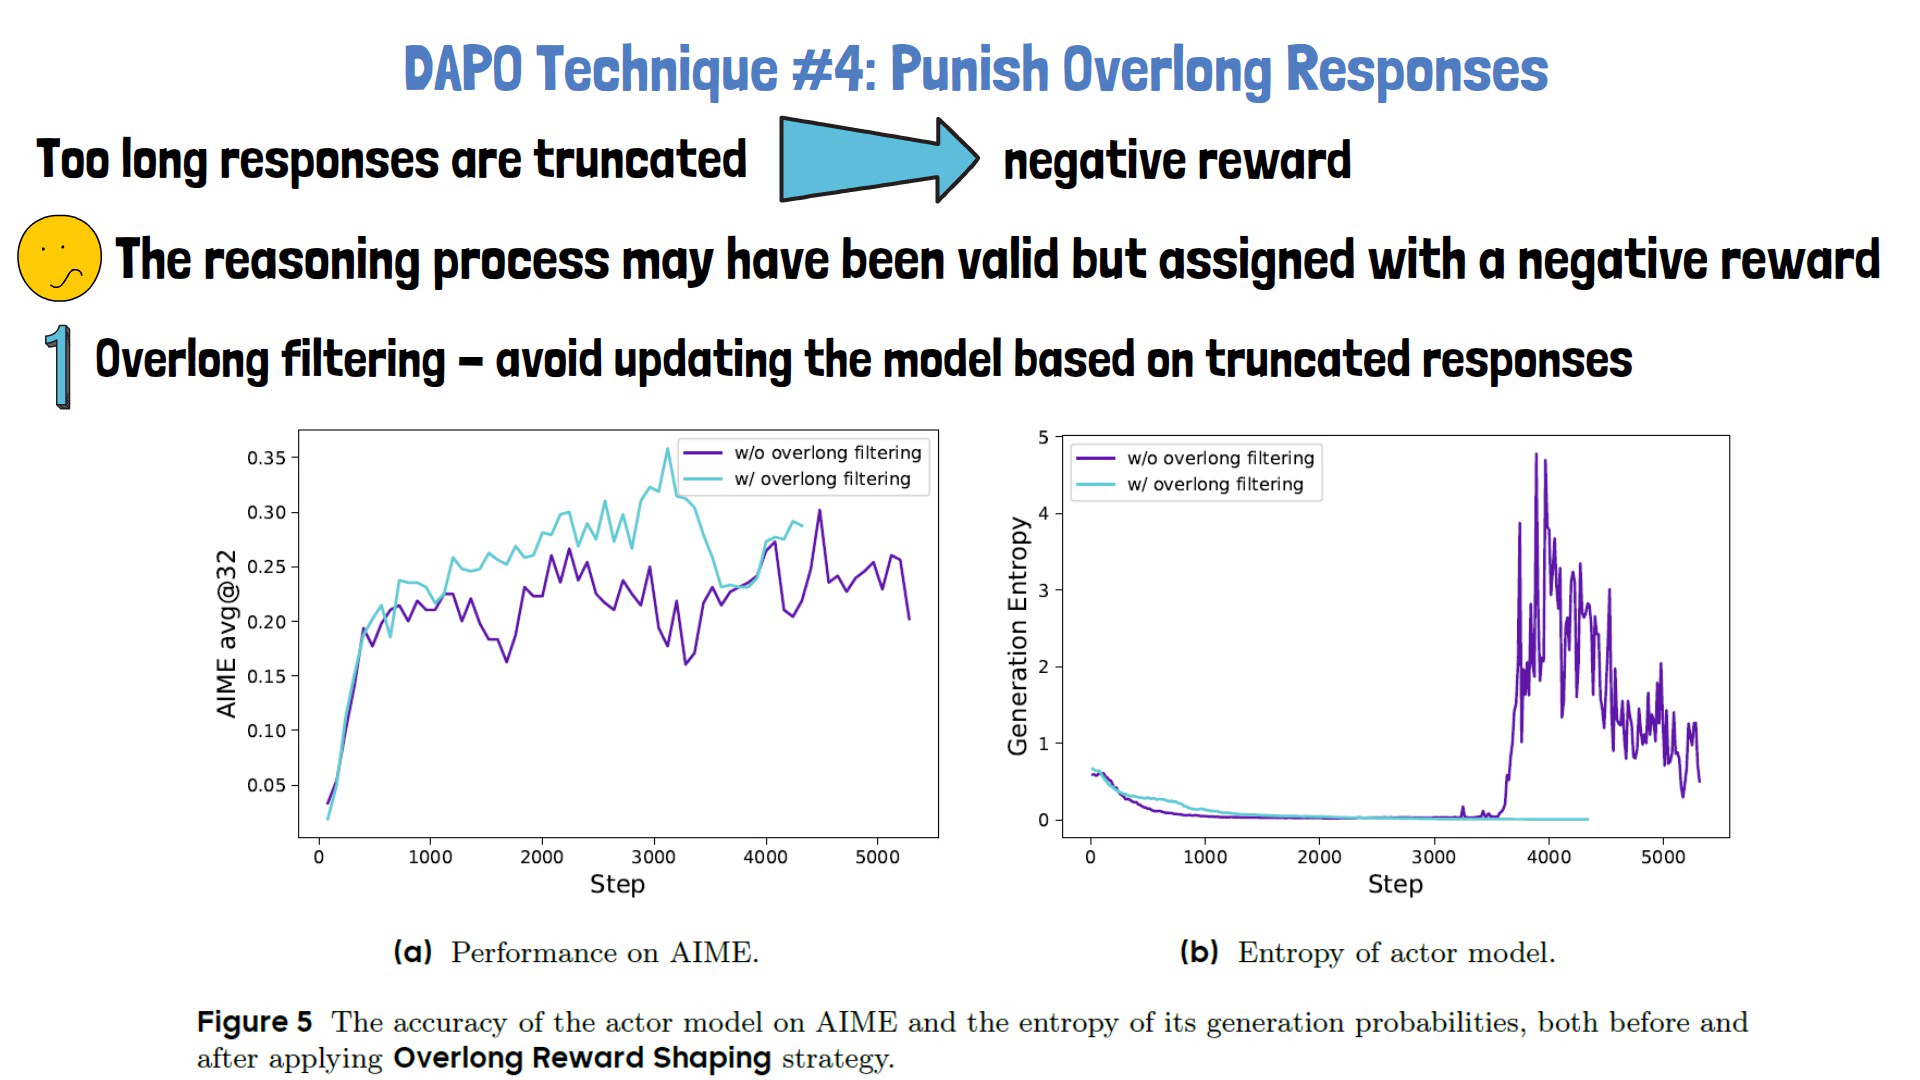 DAPO Technique #4: Punish Overlong Responses
Too long responses are truncated
negative reward
The reasoning process may have been valid but assigned with a negative reward
1
Overlong filtering – avoid updating the model based on truncated responses
w/o overlong filtering
w/ overlong filtering
0.35
0.30
0.25
0.20
0.15
0.10
0.05
AIME avg@32
0 1000 2000 3000 4000 5000
Step
(a) Performance on AIME.
w/o overlong filtering
w/ overlong filtering
5
4
3
2
1
0
Generation Entropy
0 1000 2000 3000 4000 5000
Step
(b) Entropy of actor model.
Figure 5 The accuracy of the actor model on AIME and the entropy of its generation probabilities, both before and
after applying Overlong Reward Shaping strategy.